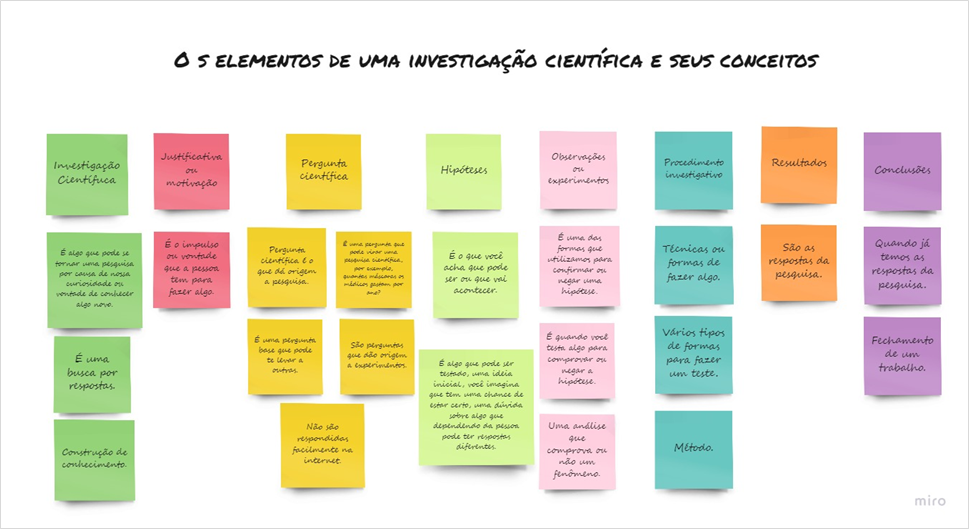 O s elementos de uma investigação científica e seus conceitos
Investigação
Científuca
É algo que pode se
tornar uma pesquisa
por causa de nossa
curiosidade ou
vontade de conhecer
algo novo.
É uma
busca por
respostas.
Construção de
conhecimento.
Justificativa
ou
motivação
É o impulso
ou vontade
que a pessoa
tem para
fazer algo.
Pergunta
científica
Pergunta
científica é o
que dá origem
a pesquisa.
É uma pergunta que
pode virar uma
pesquisa científica,
por exemplo,
quantas máscaras os
médicos gastam por
ano?
É uma pergunta
base que pode
te levar a
outras.
São perguntas
que dão origem
a experimentos.
Não são
respondidas
facilmente na
internet.
Hipóteses
É o que você
acha que pode
ser ou que vai
acontecer.
É algo que pode ser
testado, uma ideia
inicial, você imagina
que tem uma chance de
estar certo, uma dúvida
sobre algo que
dependendo da pessoa
pode ter respostas
diferentes.
Observações
ou
experimentos
É uma das
formas que
utilizamos para
confirmar ou
negar uma
hipótese.
É quando você
testa algo para
comprovar ou
negar a
hipótese.
Uma análise
que
comprova ou
não um
fenômeno.
Procedimento
investigativo
Técnicas ou
formas de
fazer algo.
Vários tipos
de formas
para fazer
um teste.
Método.
Resultados
São as
respostas da
pesquisa.
Conclusões
Quando já
temos as
respostas da
pesquisa.
Fechamento
de um
trabalho.
miro